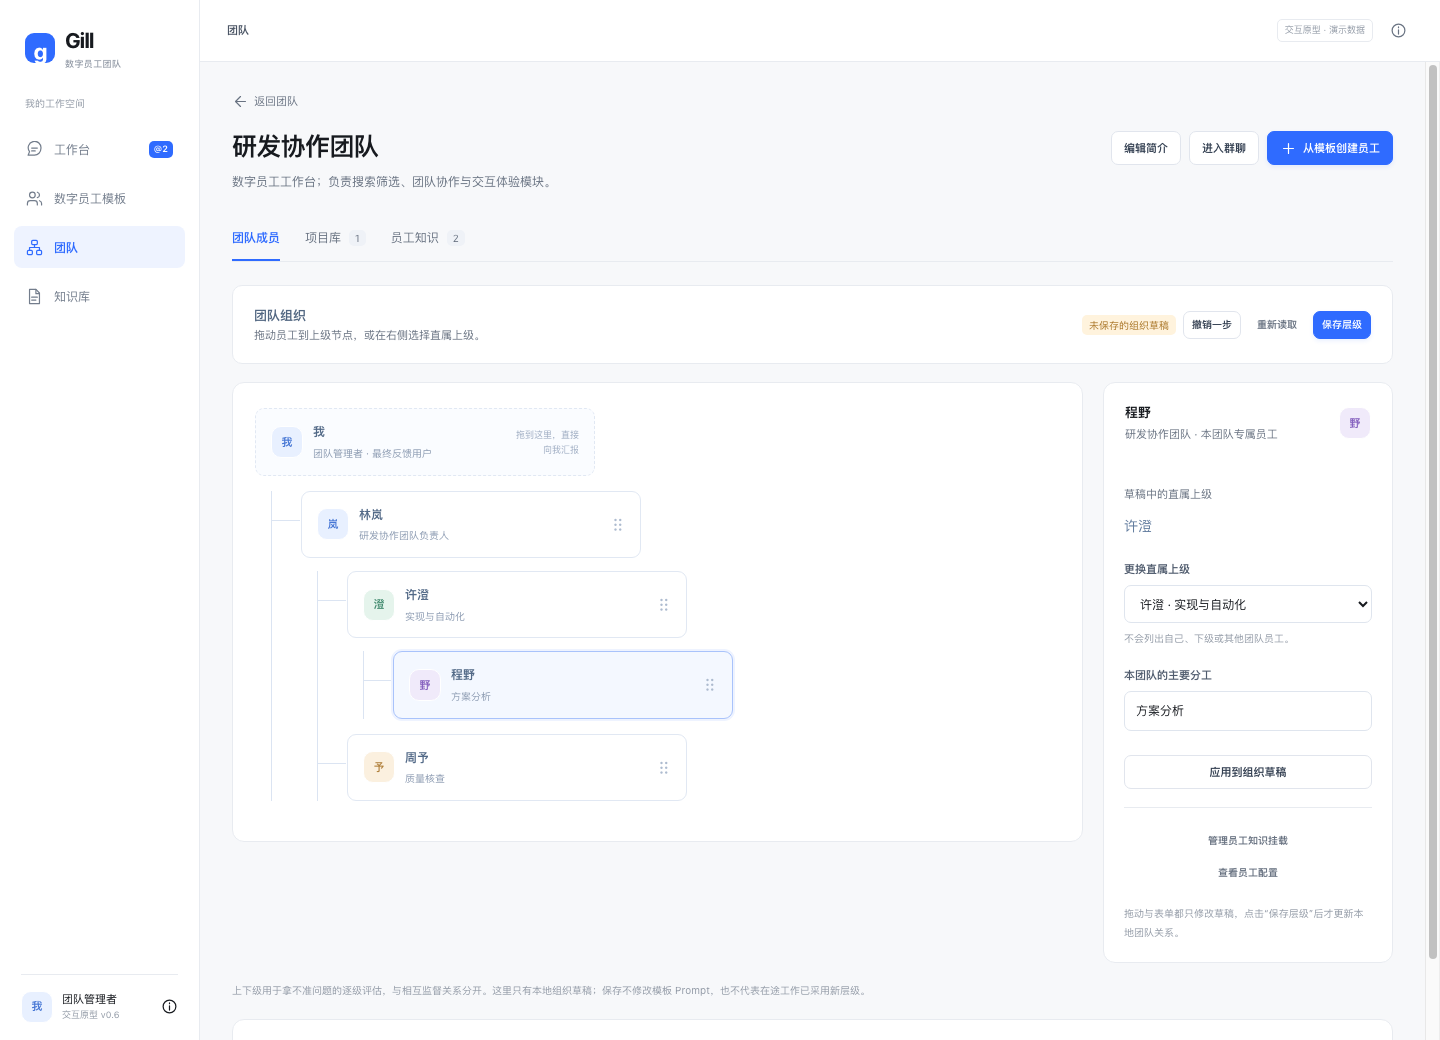 g
Gill
数字员工团队
我的工作空间
工作台
@2
数字员工模板
团队
知识库
我
团队管理者
交互原型 v0.6
团队
交互原型 · 演示数据
返回团队
研发协作团队
数字员工工作台；负责搜索筛选、团队协作与交互体验模块。
编辑简介
进入群聊
从模板创建员工
团队成员
项目库 1
员工知识 2
团队组织
拖动员工到上级节点，或在右侧选择直属上级。
未保存的组织草稿
撤销一步
重新读取
保存层级
我
我
团队管理者 · 最终反馈用户
拖到这里，直接
向我汇报
岚
林岚
研发协作团队负责人
澄
许澄
实现与自动化
野
程野
方案分析
予
周予
质量核查
程野
研发协作团队 · 本团队专属员工
野
草稿中的直属上级
许澄
更换直属上级
许澄 · 实现与自动化
不会列出自己、下级或其他团队员工。
本团队的主要分工
方案分析
应用到组织草稿
管理员工知识挂载
查看员工配置
拖动与表单都只修改草稿，点击“保存层级”后才更新本
地团队关系。
上下级用于拿不准问题的逐级评估，与相互监督关系分开。这里只有本地组织草稿；保存不修改模板 Prompt，也不代表在途工作已采用新层级。